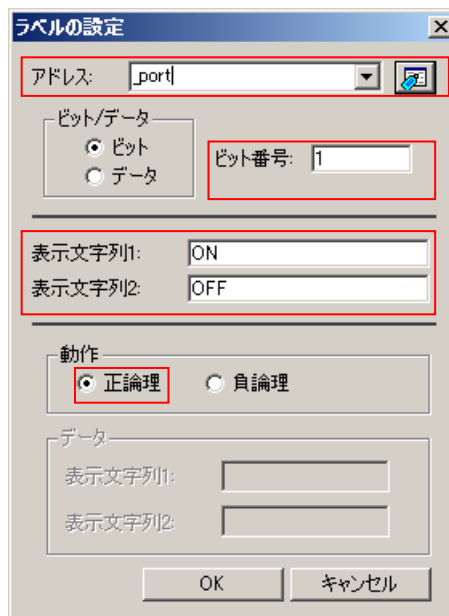 ラベルの設定
アドレス: _port
ビット/データ
ビット
データ
ビット番号: 1
表示文字列1: ON
表示文字列2: OFF
動作
正論理 負論理
データ
表示文字列1:
表示文字列2:
OK キャンセル